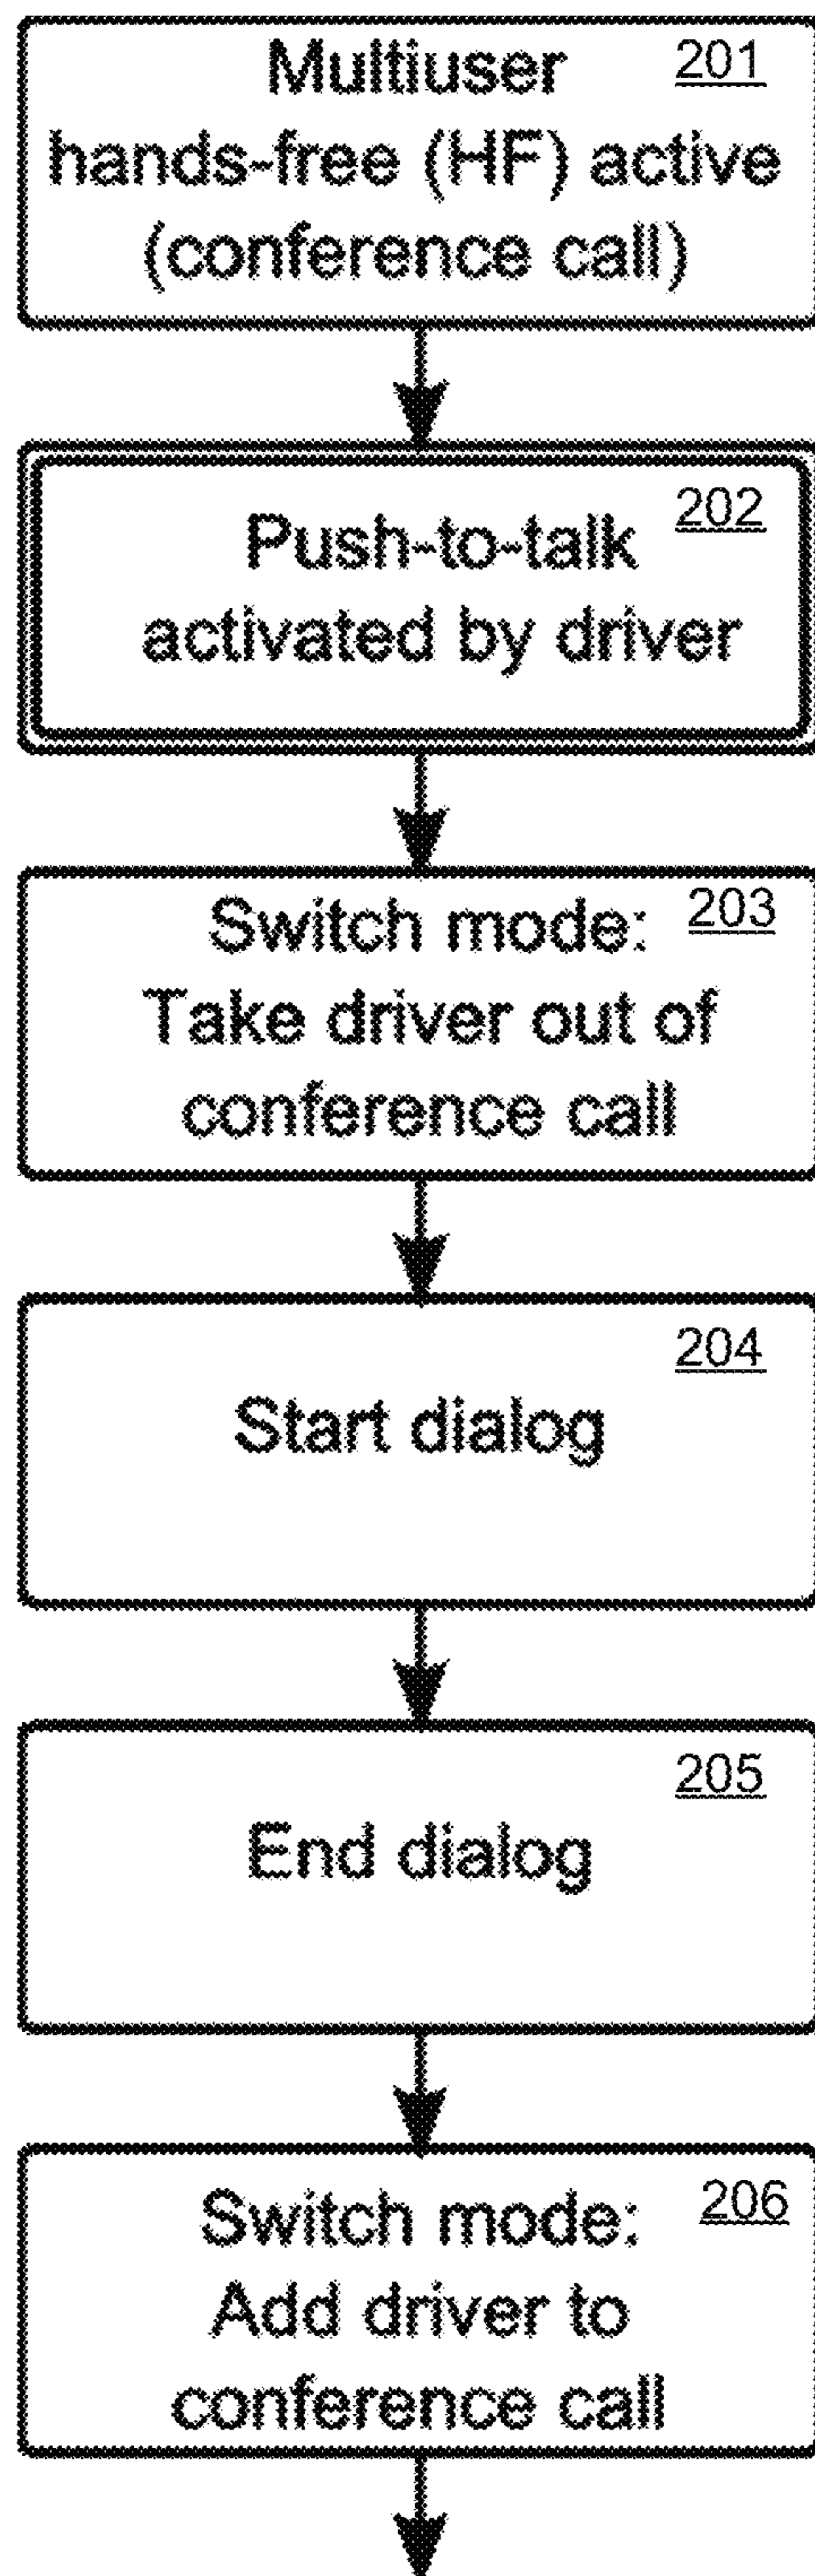 Multiuser 201
hands-free (HF) active
(conference call)
202
Push-to-talk
activated by driver
Switch mode: 203
Take driver out of
conference call
204
Start dialog
205
End dialog
Switch mode: 206
Add driver to
conference call